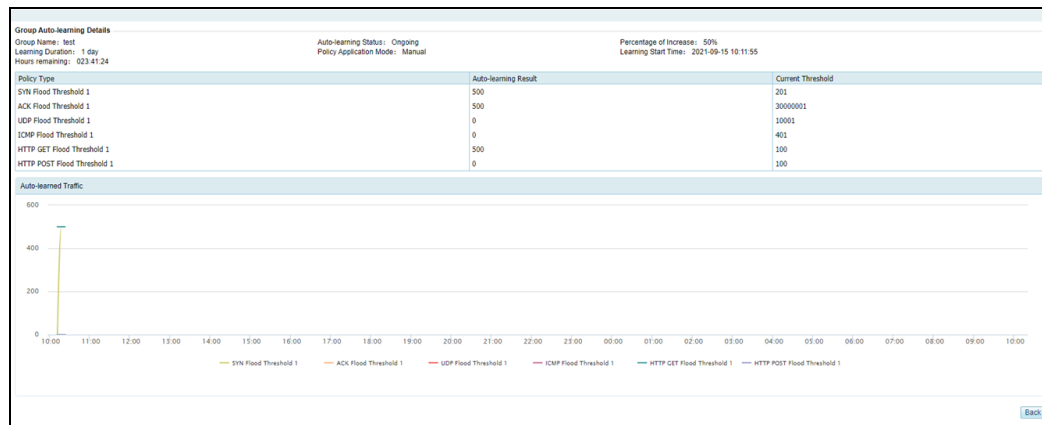 Group Auto-learning Details
Group Name: test Auto-learning Status: Ongoing Percentage of Increase: 50%
Learning Duration: 1 day Policy Application Mode: Manual Learning Start Time: 2021-09-15 10:11:55
Hours remaining: 023:41:24
Policy Type Auto-learning Result Current Threshold
SYN Flood Threshold 1 500 201
ACK Flood Threshold 1 500 30000001
UDP Flood Threshold 1 0 10001
ICMP Flood Threshold 1 0 401
HTTP GET Flood Threshold 1 500 100
HTTP POST Flood Threshold 1 0 100
Auto-learned Traffic
600
400
200
0
10:00 11:00 12:00 13:00 14:00 15:00 16:00 17:00 18:00 19:00 20:00 21:00 22:00 23:00 00:00 01:00 02:00 03:00 04:00 05:00 06:00 07:00 08:00 09:00 10:00
SYN Flood Threshold 1 ACK Flood Threshold 1 UDP Flood Threshold 1 ICMP Flood Threshold 1 HTTP GET Flood Threshold 1 HTTP POST Flood Threshold 1
Back